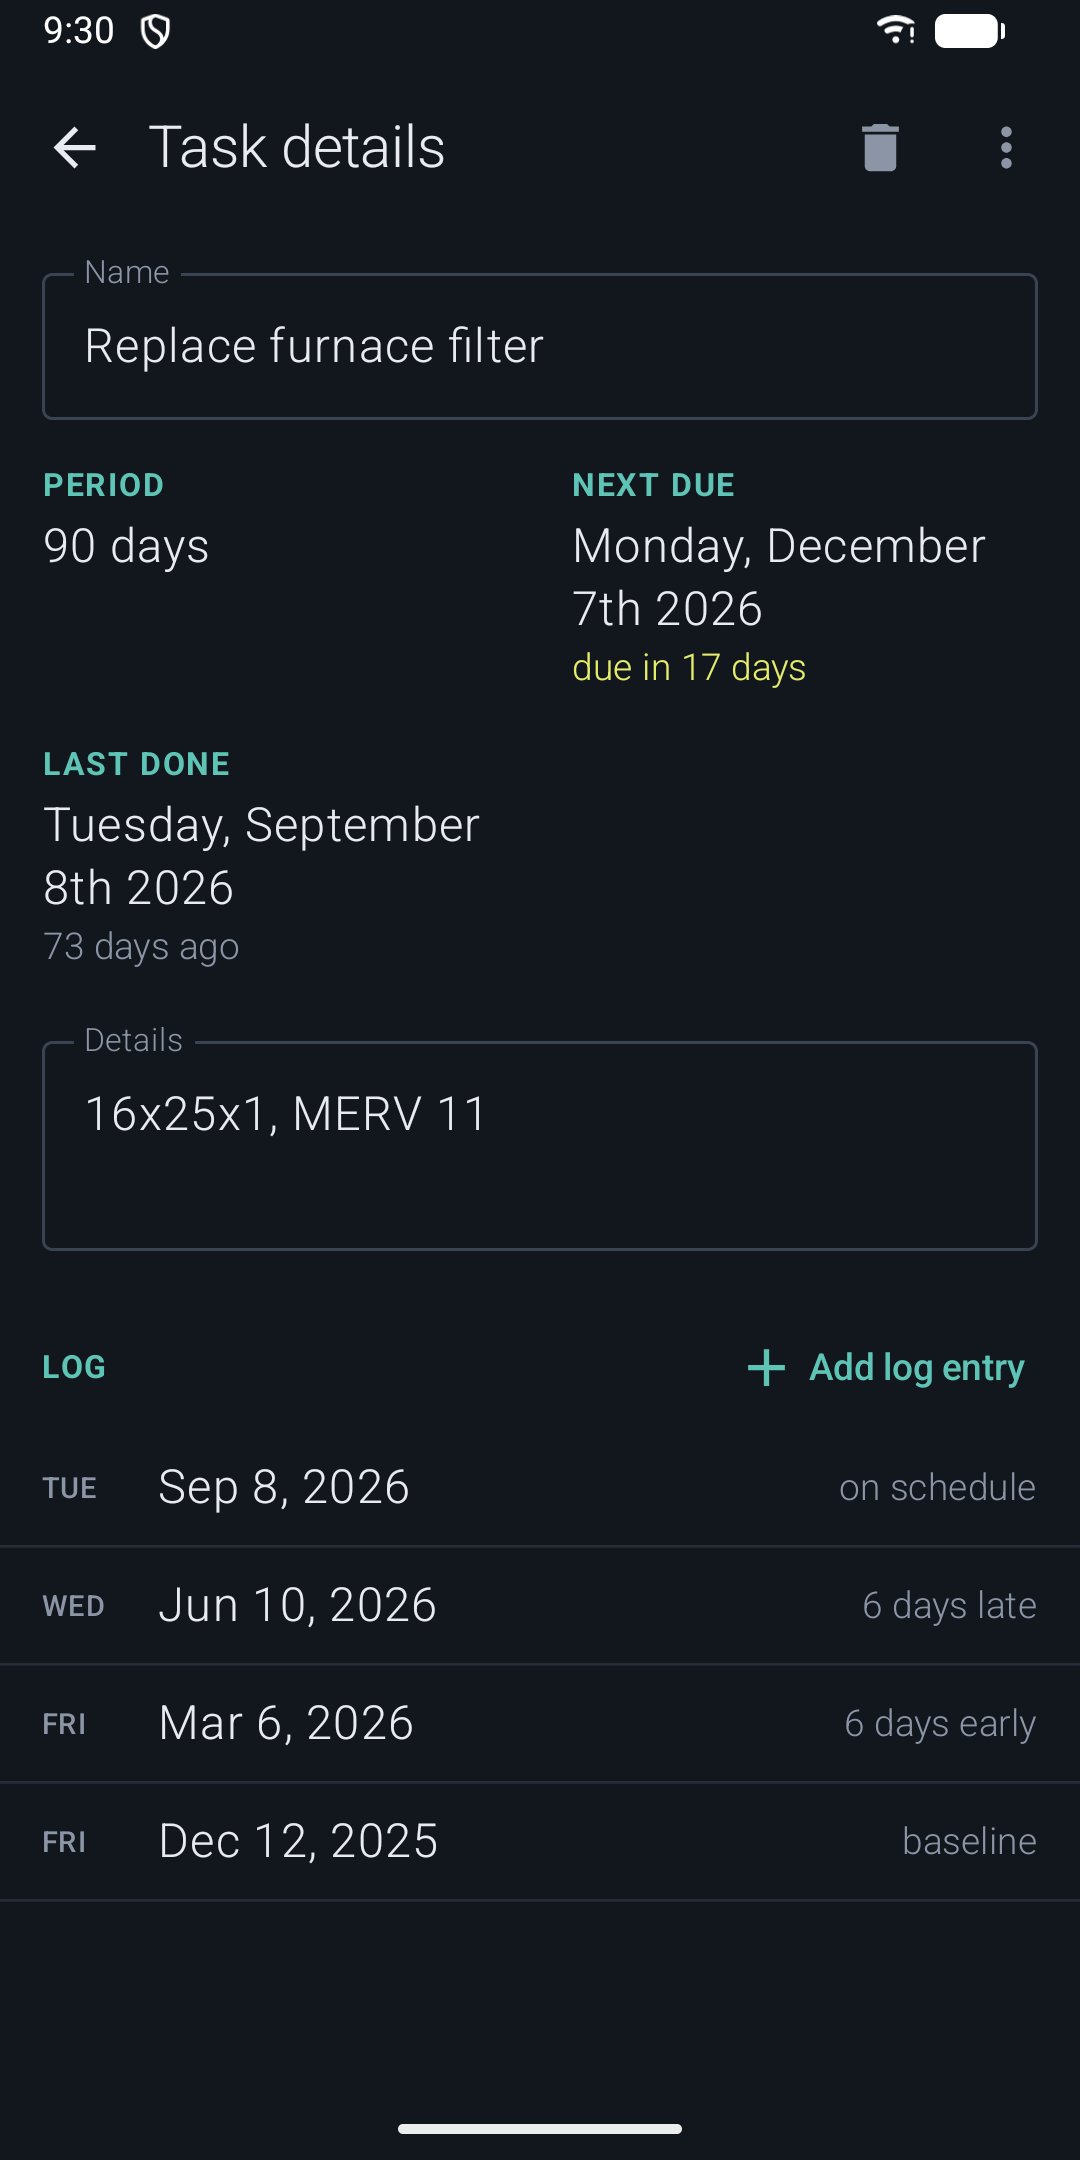 9:30
Task details
Name
Replace furnace filter
PERIOD
90 days
NEXT DUE
Monday, December
7th 2026
due in 17 days
LAST DONE
Tuesday, September
8th 2026
73 days ago
Details
16x25x1, MERV 11
LOG
Add log entry
TUE Sep 8, 2026 on schedule
WED Jun 10, 2026 6 days late
FRI Mar 6, 2026 6 days early
FRI Dec 12, 2025 baseline